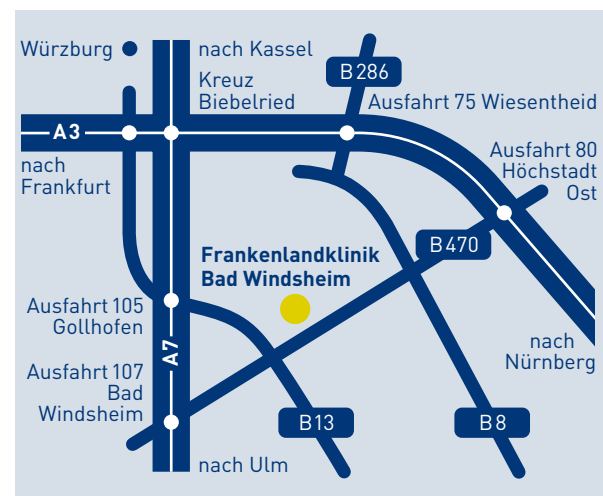 Würzburg
nach Kassel
Kreuz
Biebelried
B 286
Ausfahrt 75 Wiesentheid
A3
nach
Frankfurt
Ausfahrt 80
Höchstadt
Ost
B 470
Frankenlandklinik
Bad Windsheim
Ausfahrt 105
Gollhofen
nach
Nürnberg
A7
Ausfahrt 107
Bad
Windsheim
B 13
B 8
nach Ulm